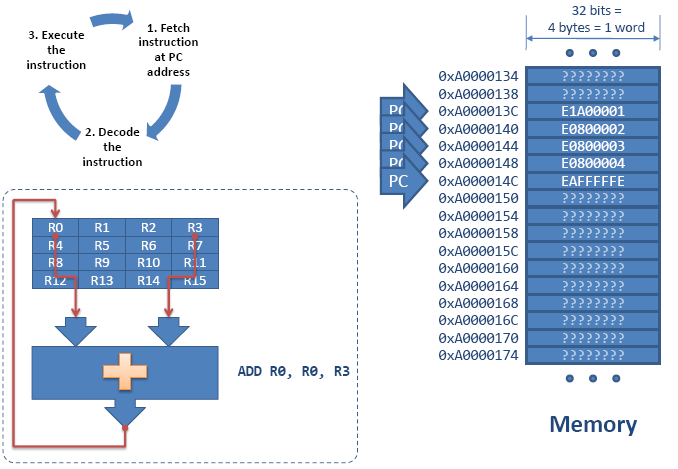 1. Fetch
instruction
at PC
address
2. Decode
the
instruction
3. Execute
the
instruction
R0 R1 R2 R3
R4 R5 R6 R7
R8 R9 R10 R11
R12 R13 R14 R15
ADD R0, R0, R3
32 bits =
4 bytes = 1 word
0xA0000134 ????????
0xA0000138 ????????
0xA000013C E1A00001
0xA0000140 E0800002
0xA0000144 E0800003
0xA0000148 E0800004
PC 0xA000014C EAFFFFFE
0xA0000150 ????????
0xA0000154 ????????
0xA0000158 ????????
0xA000015C ????????
0xA0000160 ????????
0xA0000164 ????????
0xA0000168 ????????
0xA000016C ????????
0xA0000170 ????????
0xA0000174 ????????
Memory